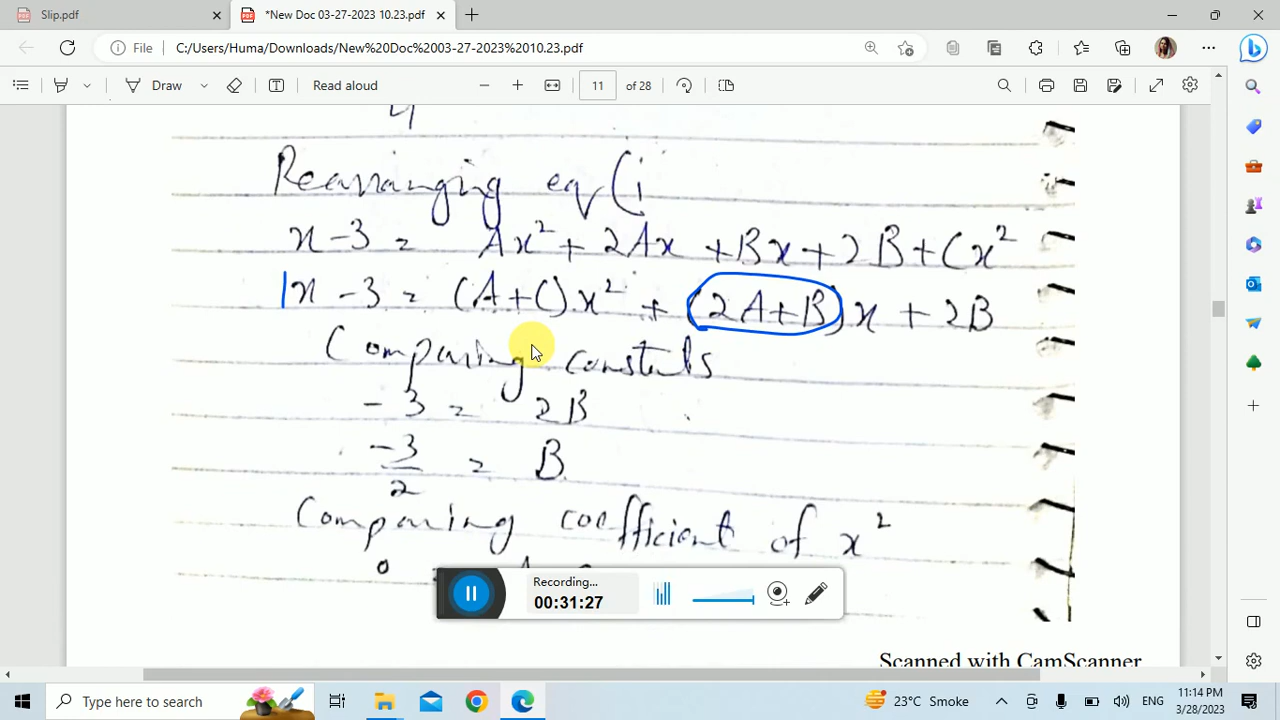 Slip.pdf
*New Doc 03-27-2023 10.23.pdf
File C:/Users/Huma/Downloads/New%20Doc%2003-27-2023%2010.23.pdf
Draw Read aloud 11 of 28
4
Rearranging eq (i
x-3 = Ax² + 2Ax + Bx + 2B + Cx²
1x - 3 = (A+C)x² + (2A+B)x + 2B
Comparing constants
-3 = 2B
-3/2 = B
Comparing coefficient of x²
0
Recording...
00:31:27
Scanned with CamScanner
Type here to search
23°C Smoke
ENG
11:14 PM
3/28/2023